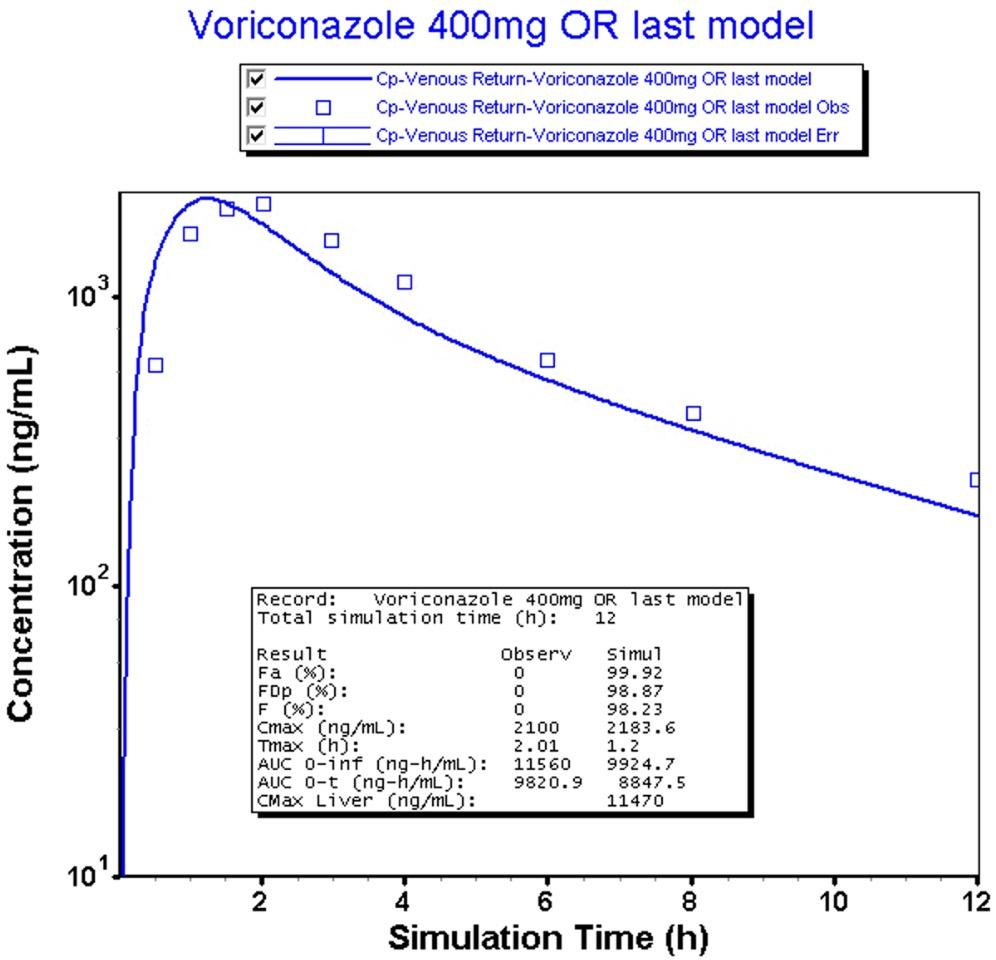 Voriconazole 400mg OR last model
Cp-Venous Return-Voriconazole 400mg OR last model
Cp-Venous Return-Voriconazole 400mg OR last model Obs
Cp-Venous Return-Voriconazole 400mg OR last model Err
Concentration (ng/mL)
10³
10²
10¹
Record: Voriconazole 400mg OR last model
Total simulation time (h): 12
Result Observ Simul
Fa (%): 0 99.92
FDp (%): 0 98.87
F (%): 0 98.23
Cmax (ng/mL): 2100 2183.6
Tmax (h): 2.01 1.2
AUC 0-inf (ng-h/mL): 11560 9924.7
AUC 0-t (ng-h/mL): 9820.9 8847.5
CMax Liver (ng/mL): 11470
2 4 6 8 10 12
Simulation Time (h)